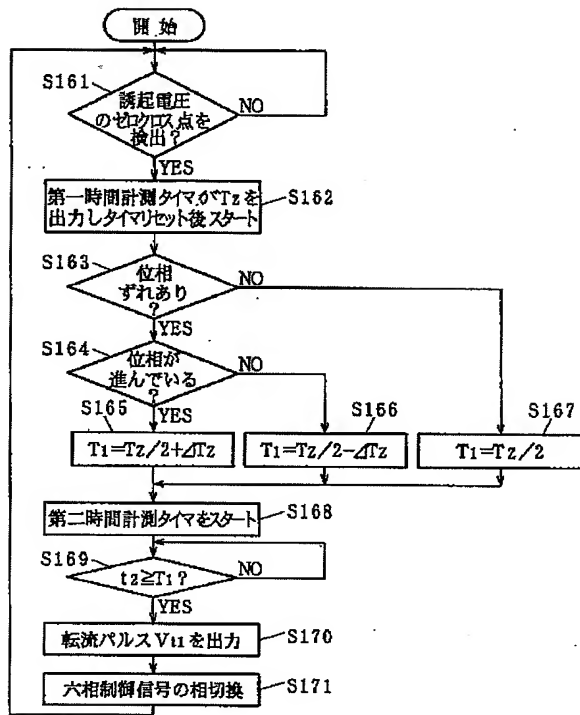 開始
S161
誘起電圧
のゼロクロス点を
検出?
NO
YES
第一時間計測タイマがTzを
出力しタイマリセット後スタート
S162
S163
位相
ずれあり
?
NO
YES
S164
位相が
進んでいる
?
NO
YES
S165
T1=Tz/2+ΔTz
S166
T1=Tz/2-ΔTz
S167
T1=Tz/2
第二時間計測タイマをスタート
S168
S169
tz≧T1?
NO
YES
転流パルスVt1を出力
S170
六相制御信号の相切換
S171